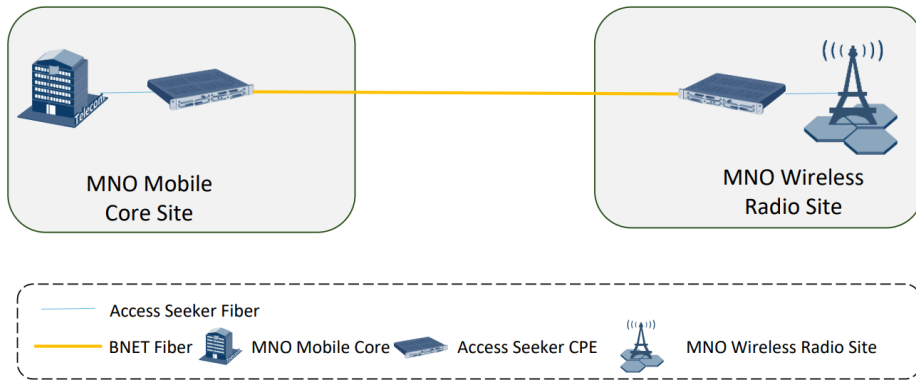 Telecom
MNO Mobile
Core Site
MNO Wireless
Radio Site
Access Seeker Fiber
BNET Fiber MNO Mobile Core Access Seeker CPE MNO Wireless Radio Site